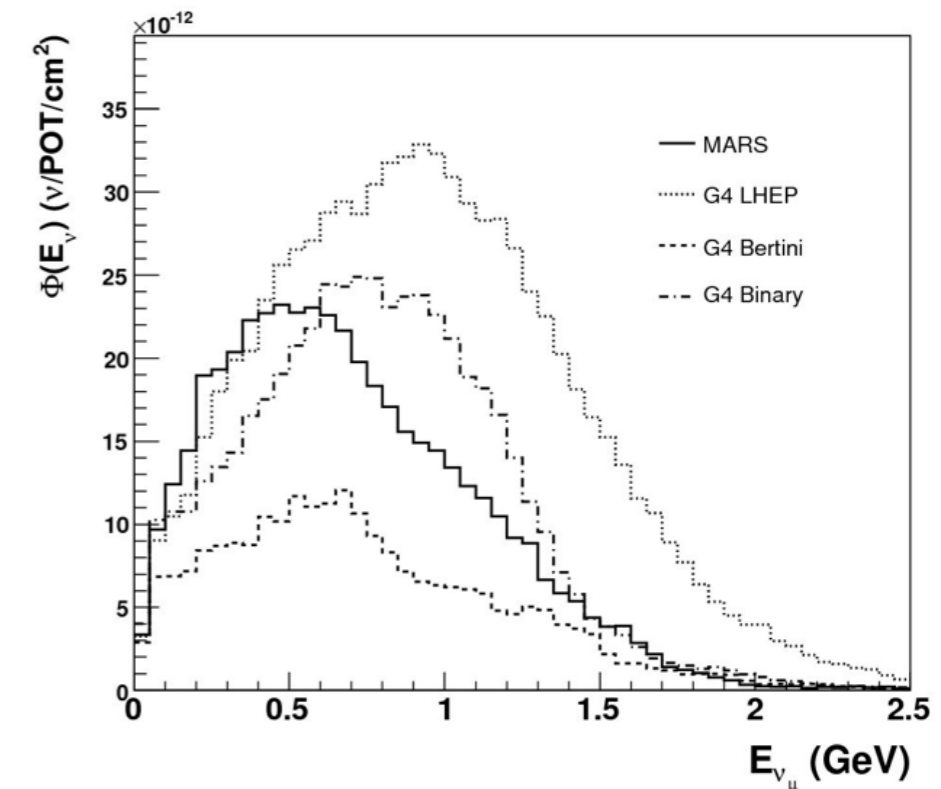 ×10⁻¹²
Φ(E_ν) (ν/POT/cm²)
35
30
25
20
15
10
5
0
MARS
G4 LHEP
G4 Bertini
G4 Binary
0 0.5 1 1.5 2 2.5
E_ν_μ (GeV)